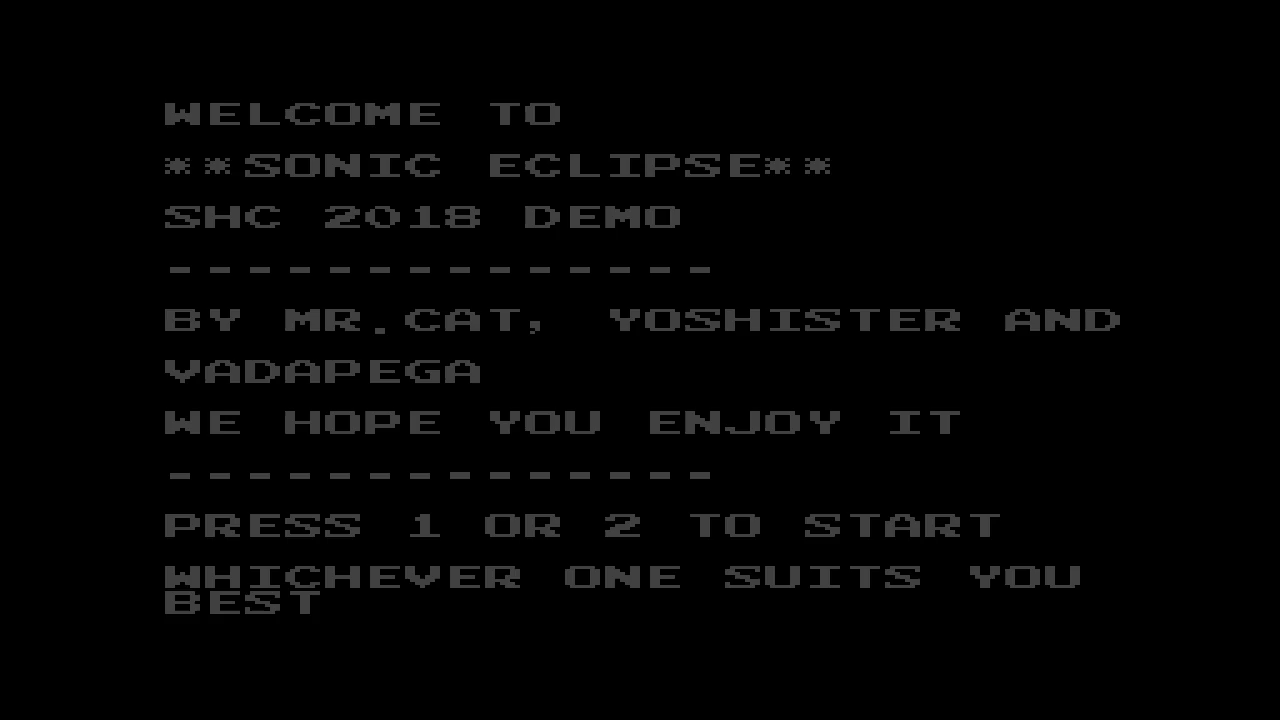 WELCOME TO
**SONIC ECLIPSE**
SHC 2018 DEMO
--------------
BY MR.CAT, YOSHISTER AND
VADAPEGA
WE HOPE YOU ENJOY IT
--------------
PRESS 1 OR 2 TO START
WHICHEVER ONE SUITS YOU
BEST